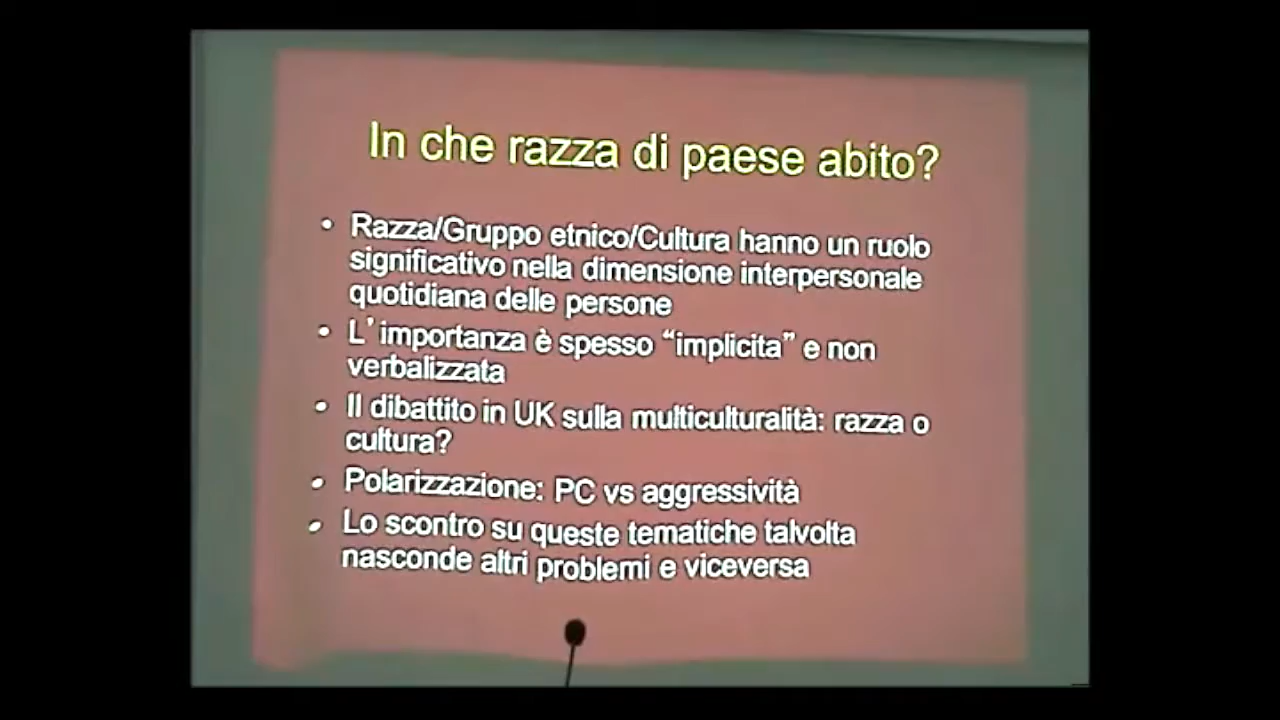 In che razza di paese abito?
• Razza/Gruppo etnico/Cultura hanno un ruolo
significativo nella dimensione interpersonale
quotidiana delle persone
• L’importanza è spesso “implicita” e non
verbalizzata
• Il dibattito in UK sulla multiculturalità: razza o
cultura?
• Polarizzazione: PC vs aggressività
• Lo scontro su queste tematiche talvolta
nasconde altri problemi e viceversa